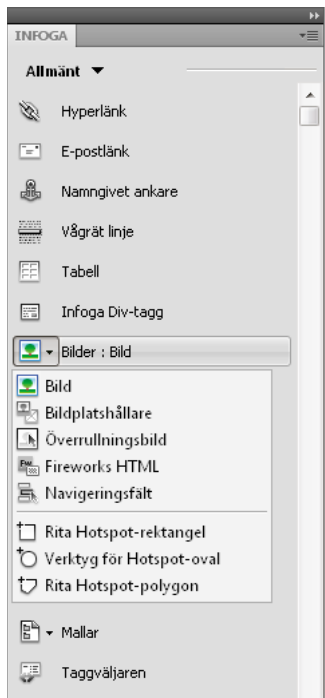 INFOGA
Allmänt
Hyperlänk
E-postlänk
Namngivet ankare
Vågrät linje
Tabell
Infoga Div-tagg
Bilder : Bild
Bild
Bildplatshållare
Överrullningsbild
Fireworks HTML
Navigeringsfält
Rita Hotspot-rektangel
Verktyg för Hotspot-oval
Rita Hotspot-polygon
Mallar
Taggväljaren